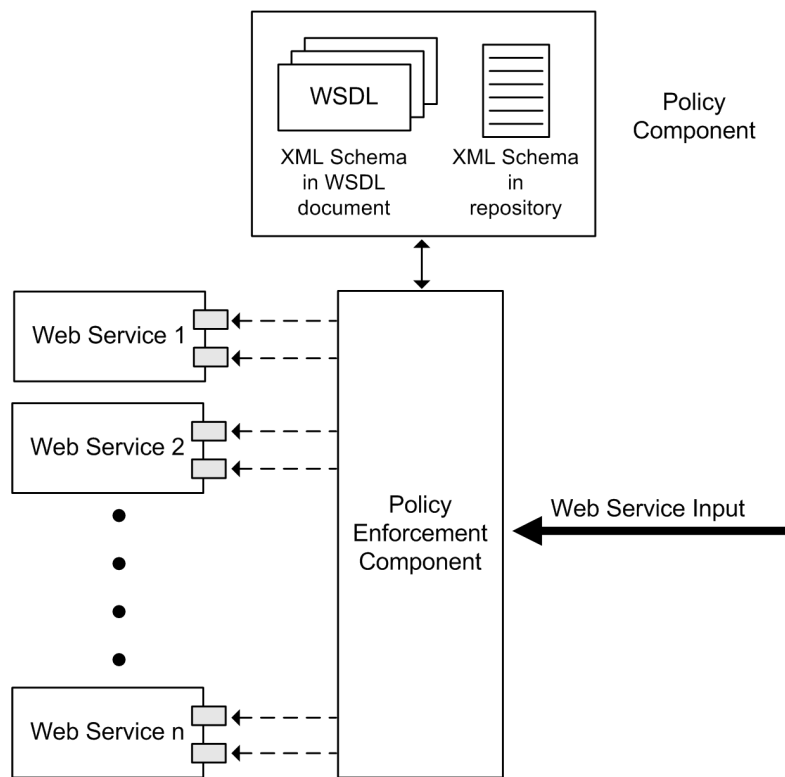 WSDL
XML Schema
in WSDL
document
XML Schema
in
repository
Policy
Component
Web Service 1
Web Service 2
Policy
Enforcement
Component
Web Service Input
Web Service n